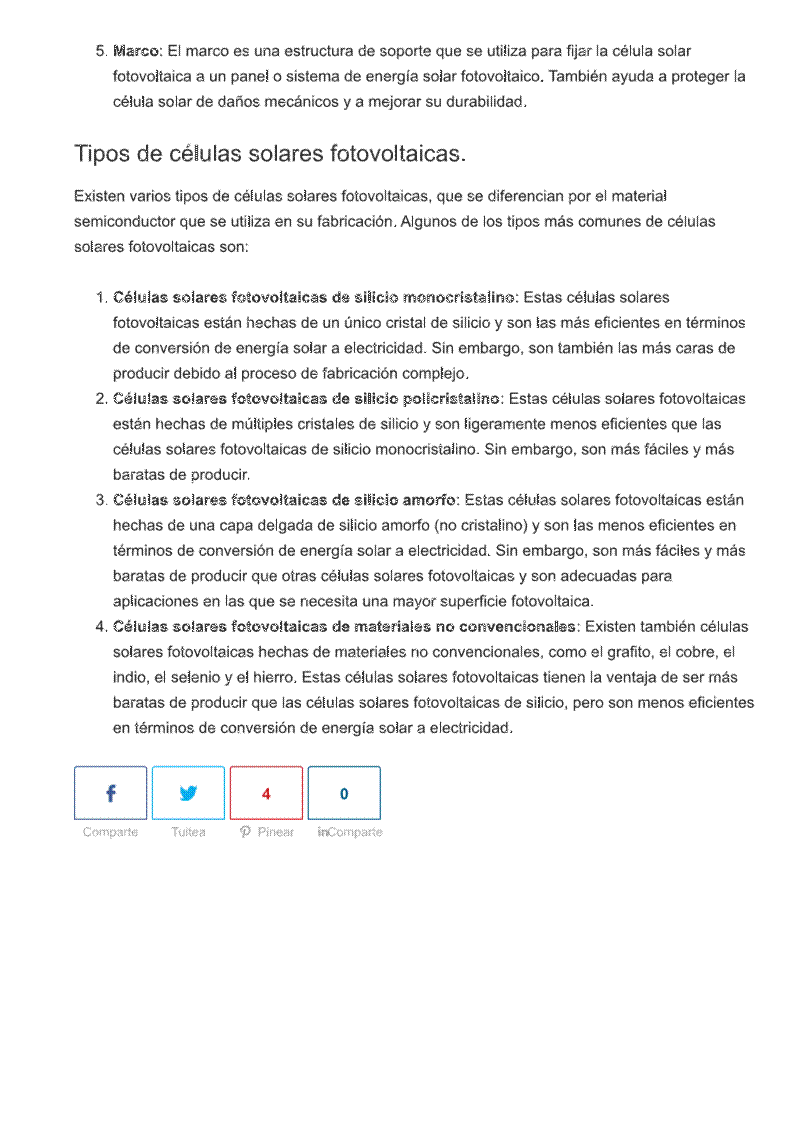 5. Marco: El marco es una estructura de soporte que se utiliza para fijar la célula solar
fotovoltaica a un panel o sistema de energía solar fotovoltaico. También ayuda a proteger la
célula solar de daños mecánicos y a mejorar su durabilidad.
Tipos de células solares fotovoltaicas.
Existen varios tipos de células solares fotovoltaicas, que se diferencian por el material
semiconductor que se utiliza en su fabricación. Algunos de los tipos más comunes de células
solares fotovoltaicas son:
1. Células solares fotovoltaicas de silicio monocristalino: Estas células solares
fotovoltaicas están hechas de un único cristal de silicio y son las más eficientes en términos
de conversión de energía solar a electricidad. Sin embargo, son también las más caras de
producir debido al proceso de fabricación complejo.
2. Células solares fotovoltaicas de silicio policristalino: Estas células solares fotovoltaicas
están hechas de múltiples cristales de silicio y son ligeramente menos eficientes que las
células solares fotovoltaicas de silicio monocristalino. Sin embargo, son más fáciles y más
baratas de producir.
3. Células solares fotovoltaicas de silicio amorfo: Estas células solares fotovoltaicas están
hechas de una capa delgada de silicio amorfo (no cristalino) y son las menos eficientes en
términos de conversión de energía solar a electricidad. Sin embargo, son más fáciles y más
baratas de producir que otras células solares fotovoltaicas y son adecuadas para
aplicaciones en las que se necesita una mayor superficie fotovoltaica.
4. Células solares fotovoltaicas de materiales no convencionales: Existen también células
solares fotovoltaicas hechas de materiales no convencionales, como el grafito, el cobre, el
indio, el selenio y el hierro. Estas células solares fotovoltaicas tienen la ventaja de ser más
baratas de producir que las células solares fotovoltaicas de silicio, pero son menos eficientes
en términos de conversión de energía solar a electricidad.
4 0
Comparte Tuitea Pinear inComparte